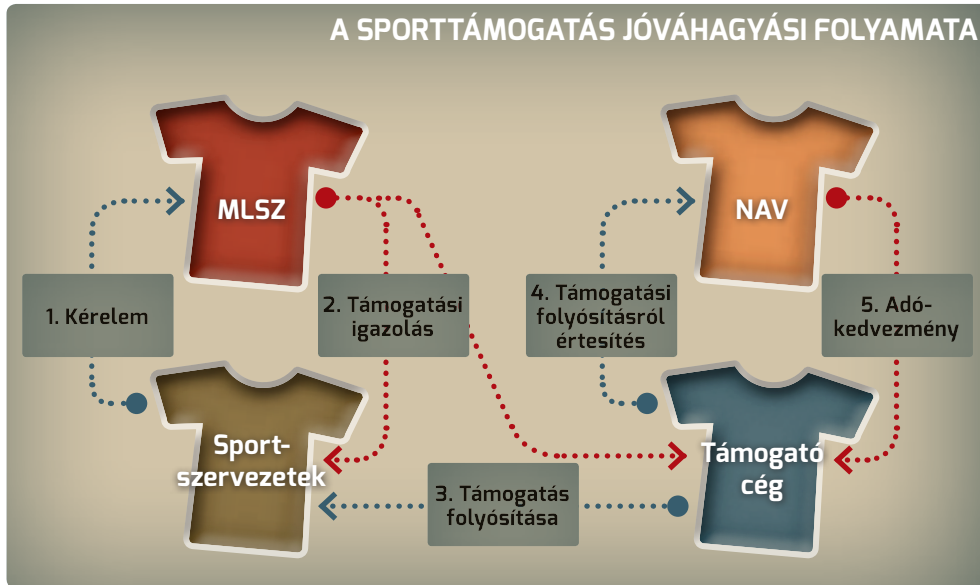 A SPORTTÁMOGATÁS JÓVÁHAGYÁSI FOLYAMATA
MLSZ
NAV
1. Kérelem
2. Támogatási
igazolás
4. Támogatási
folyósításról
értesítés
5. Adó-
kedvezmény
Sport-
szervezetek
Támogató
cég
3. Támogatás
folyósítása